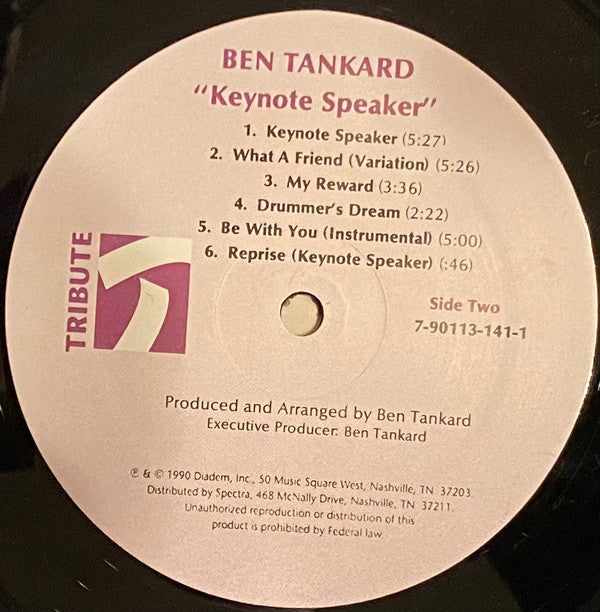 BEN TANKARD
"Keynote Speaker"
1. Keynote Speaker (5:27)
2. What A Friend (Variation) (5:26)
3. My Reward (3:36)
4. Drummer's Dream (2:22)
5. Be With You (Instrumental) (5:00)
6. Reprise (Keynote Speaker) (:46)
TRIBUTE
Side Two
7-90113-141-1
Produced and Arranged by Ben Tankard
Executive Producer: Ben Tankard
℗ & © 1990 Diadem, Inc., 50 Music Square West, Nashville, TN 37203.
Distributed by Spectra, 468 McNally Drive, Nashville, TN 37211.
Unauthorized reproduction or distribution of this
product is prohibited by Federal law.